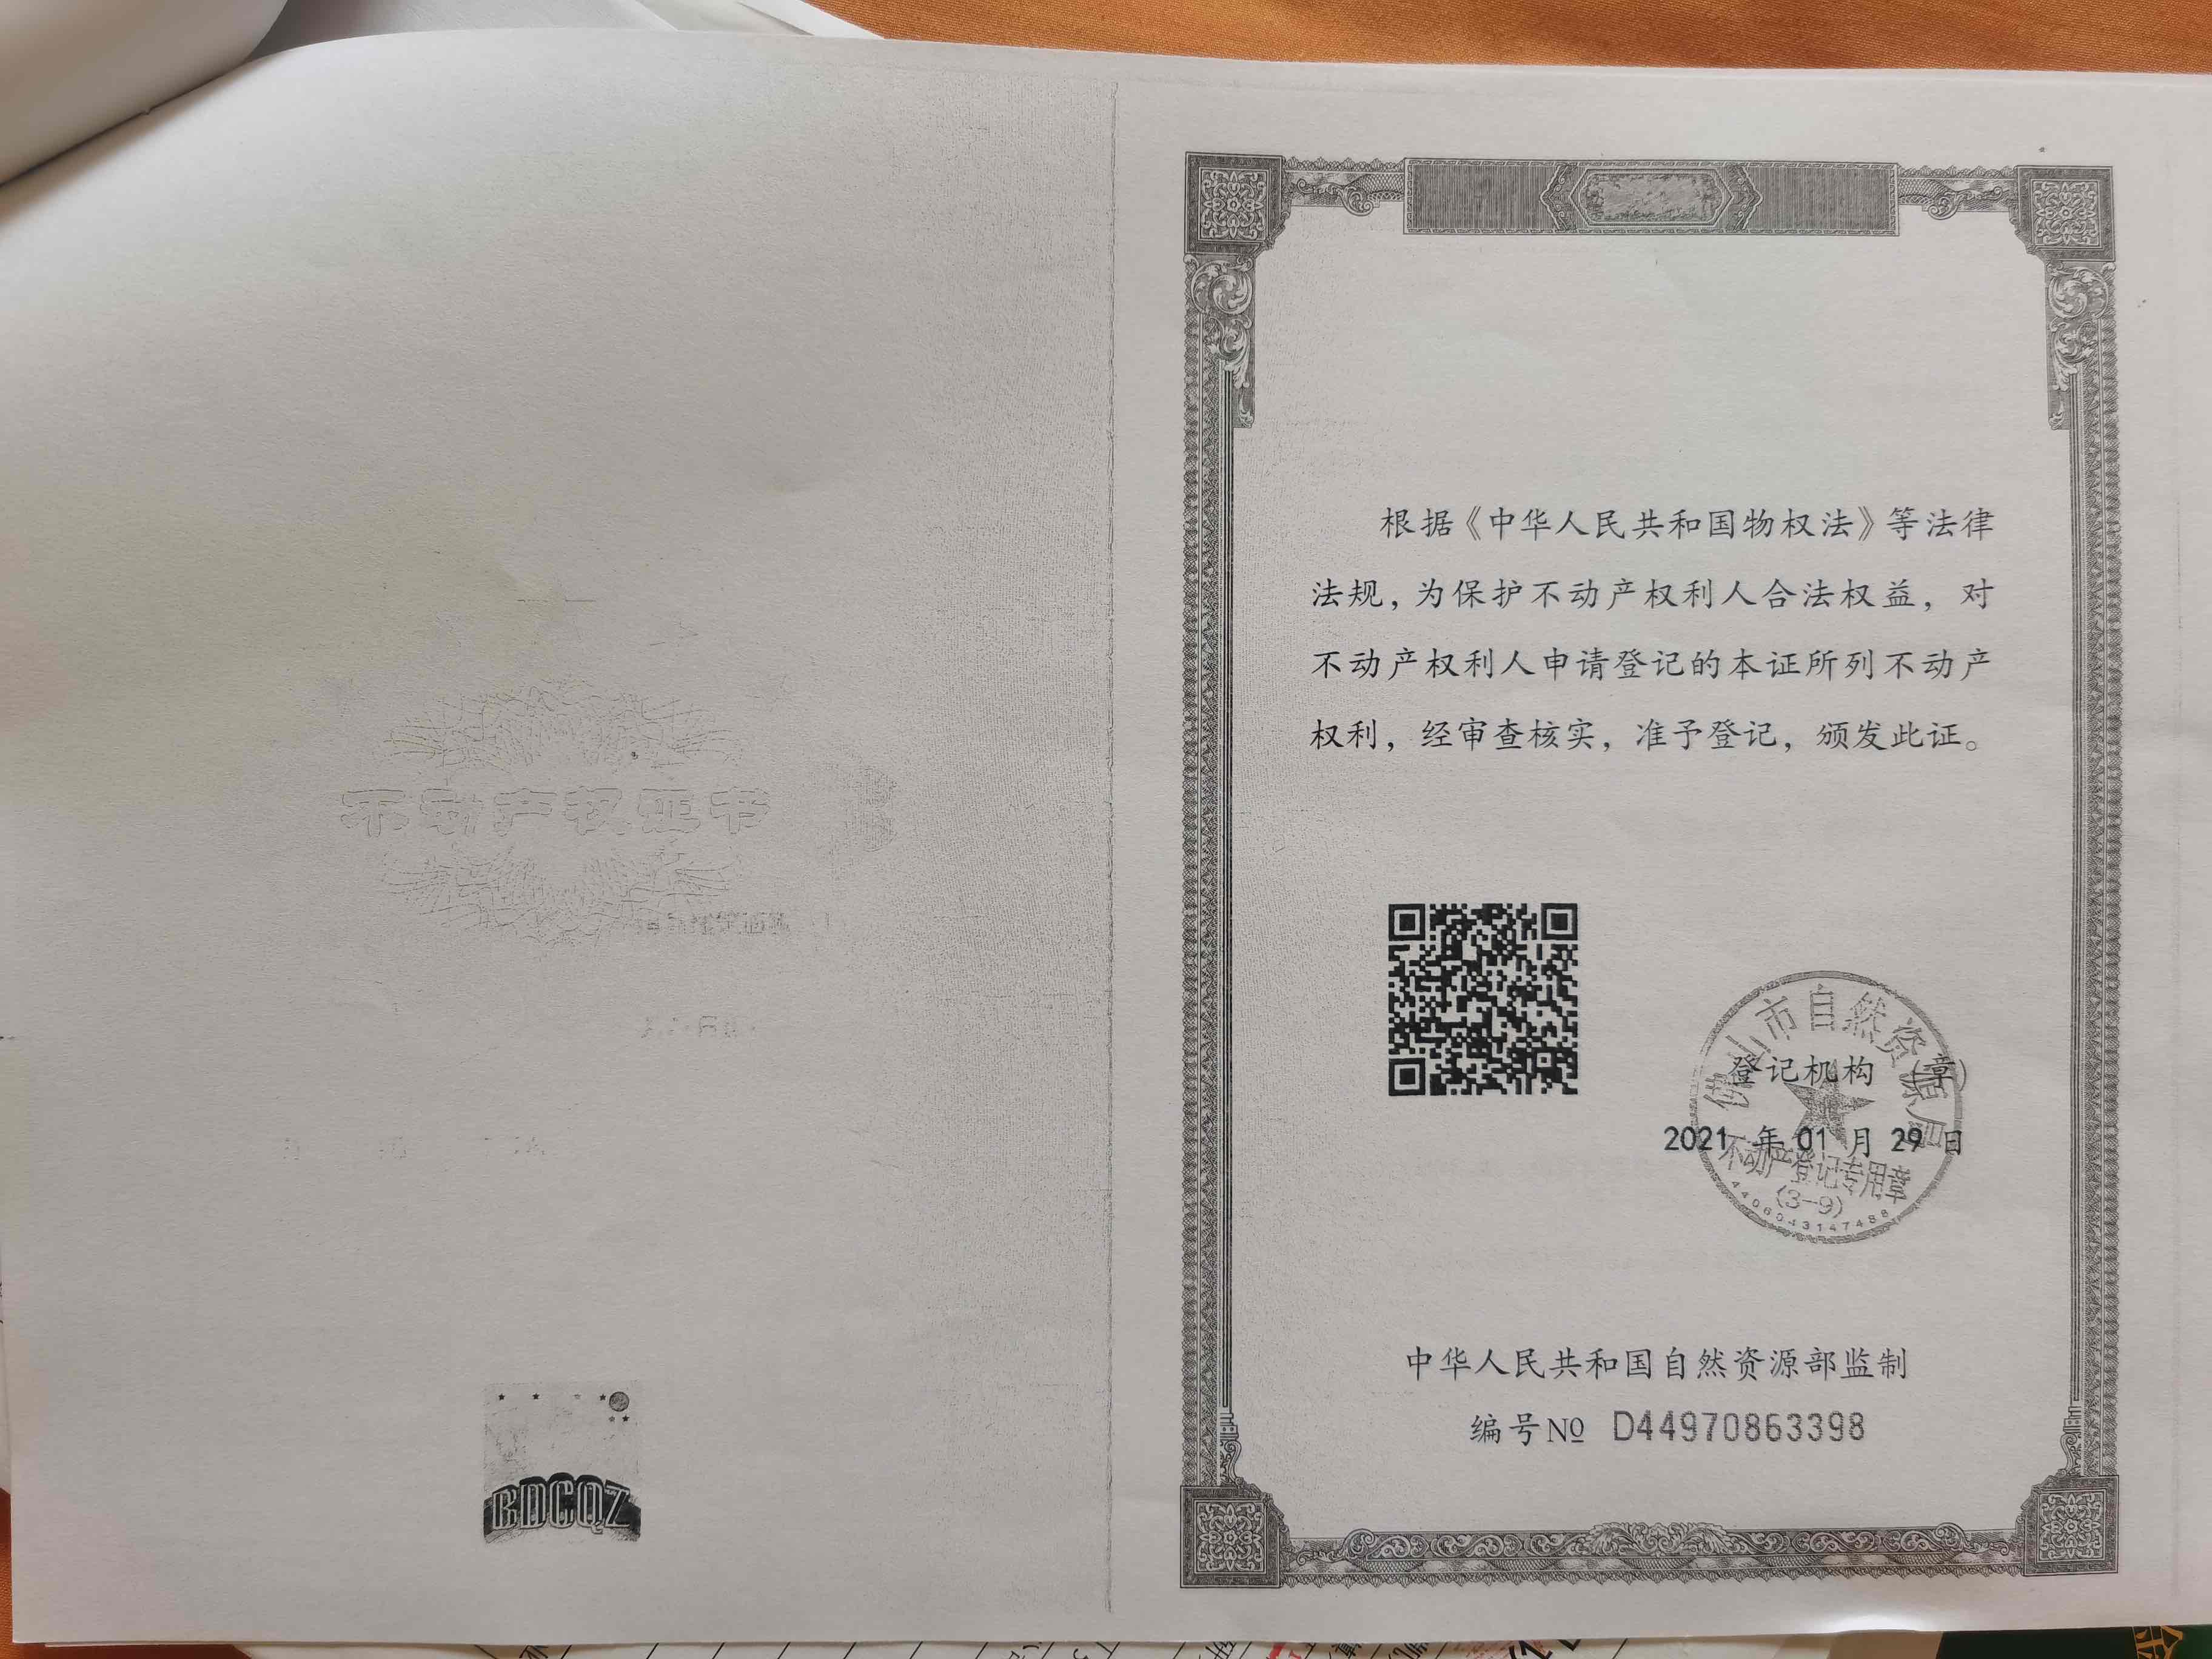 不动产权证书
BDCQZ
根据《中华人民共和国物权法》等法律
法规，为保护不动产权利人合法权益，对
不动产权利人申请登记的本证所列不动产
权利，经审查核实，准予登记，颁发此证。
佛山市自然资源局
登记机构（章）
2021 年 01 月 29 日
不动产登记专用章
(3-9)
4406043147488
中华人民共和国自然资源部监制
编号№ D44970863398